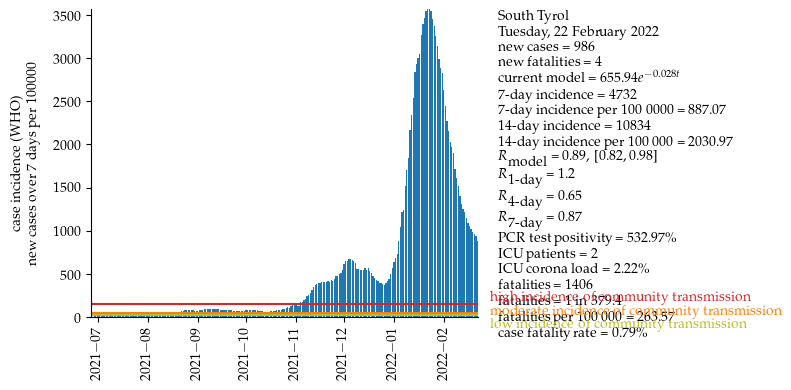 South Tyrol
Tuesday, 22 February 2022
new cases = 986
new fatalities = 4
current model = 655.94e^−0.028t
7-day incidence = 4732
7-day incidence per 100 0000 = 887.07
14-day incidence = 10834
14-day incidence per 100 000 = 2030.97
R_model = 0.89, [0.82, 0.98]
R_1-day = 1.2
R_4-day = 0.65
R_7-day = 0.87
PCR test positivity = 532.97%
ICU patients = 2
ICU corona load = 2.22%
fatalities = 1406
high incidence of community transmission
fatalities = 1 in 379.4
moderate incidence of community transmission
fatalities per 100 000 = 263.57
low incidence of community transmission
case fatality rate = 0.79%
case incidence (WHO)
new cases over 7 days per 100000
3500
3000
2500
2000
1500
1000
500
0
2021−07
2021−08
2021−09
2021−10
2021−11
2021−12
2022−01
2022−02